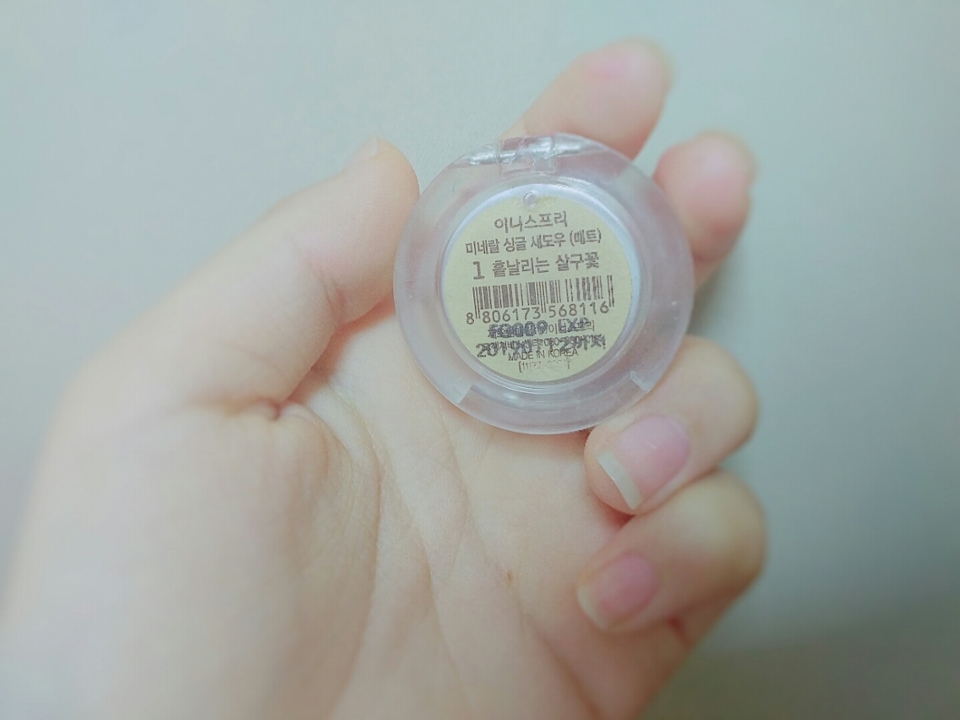 이니스프리
미네랄 싱글 섀도우 (매트)
1 흩날리는 살구꽃
8 806173 568116
EXP
MADE IN KOREA